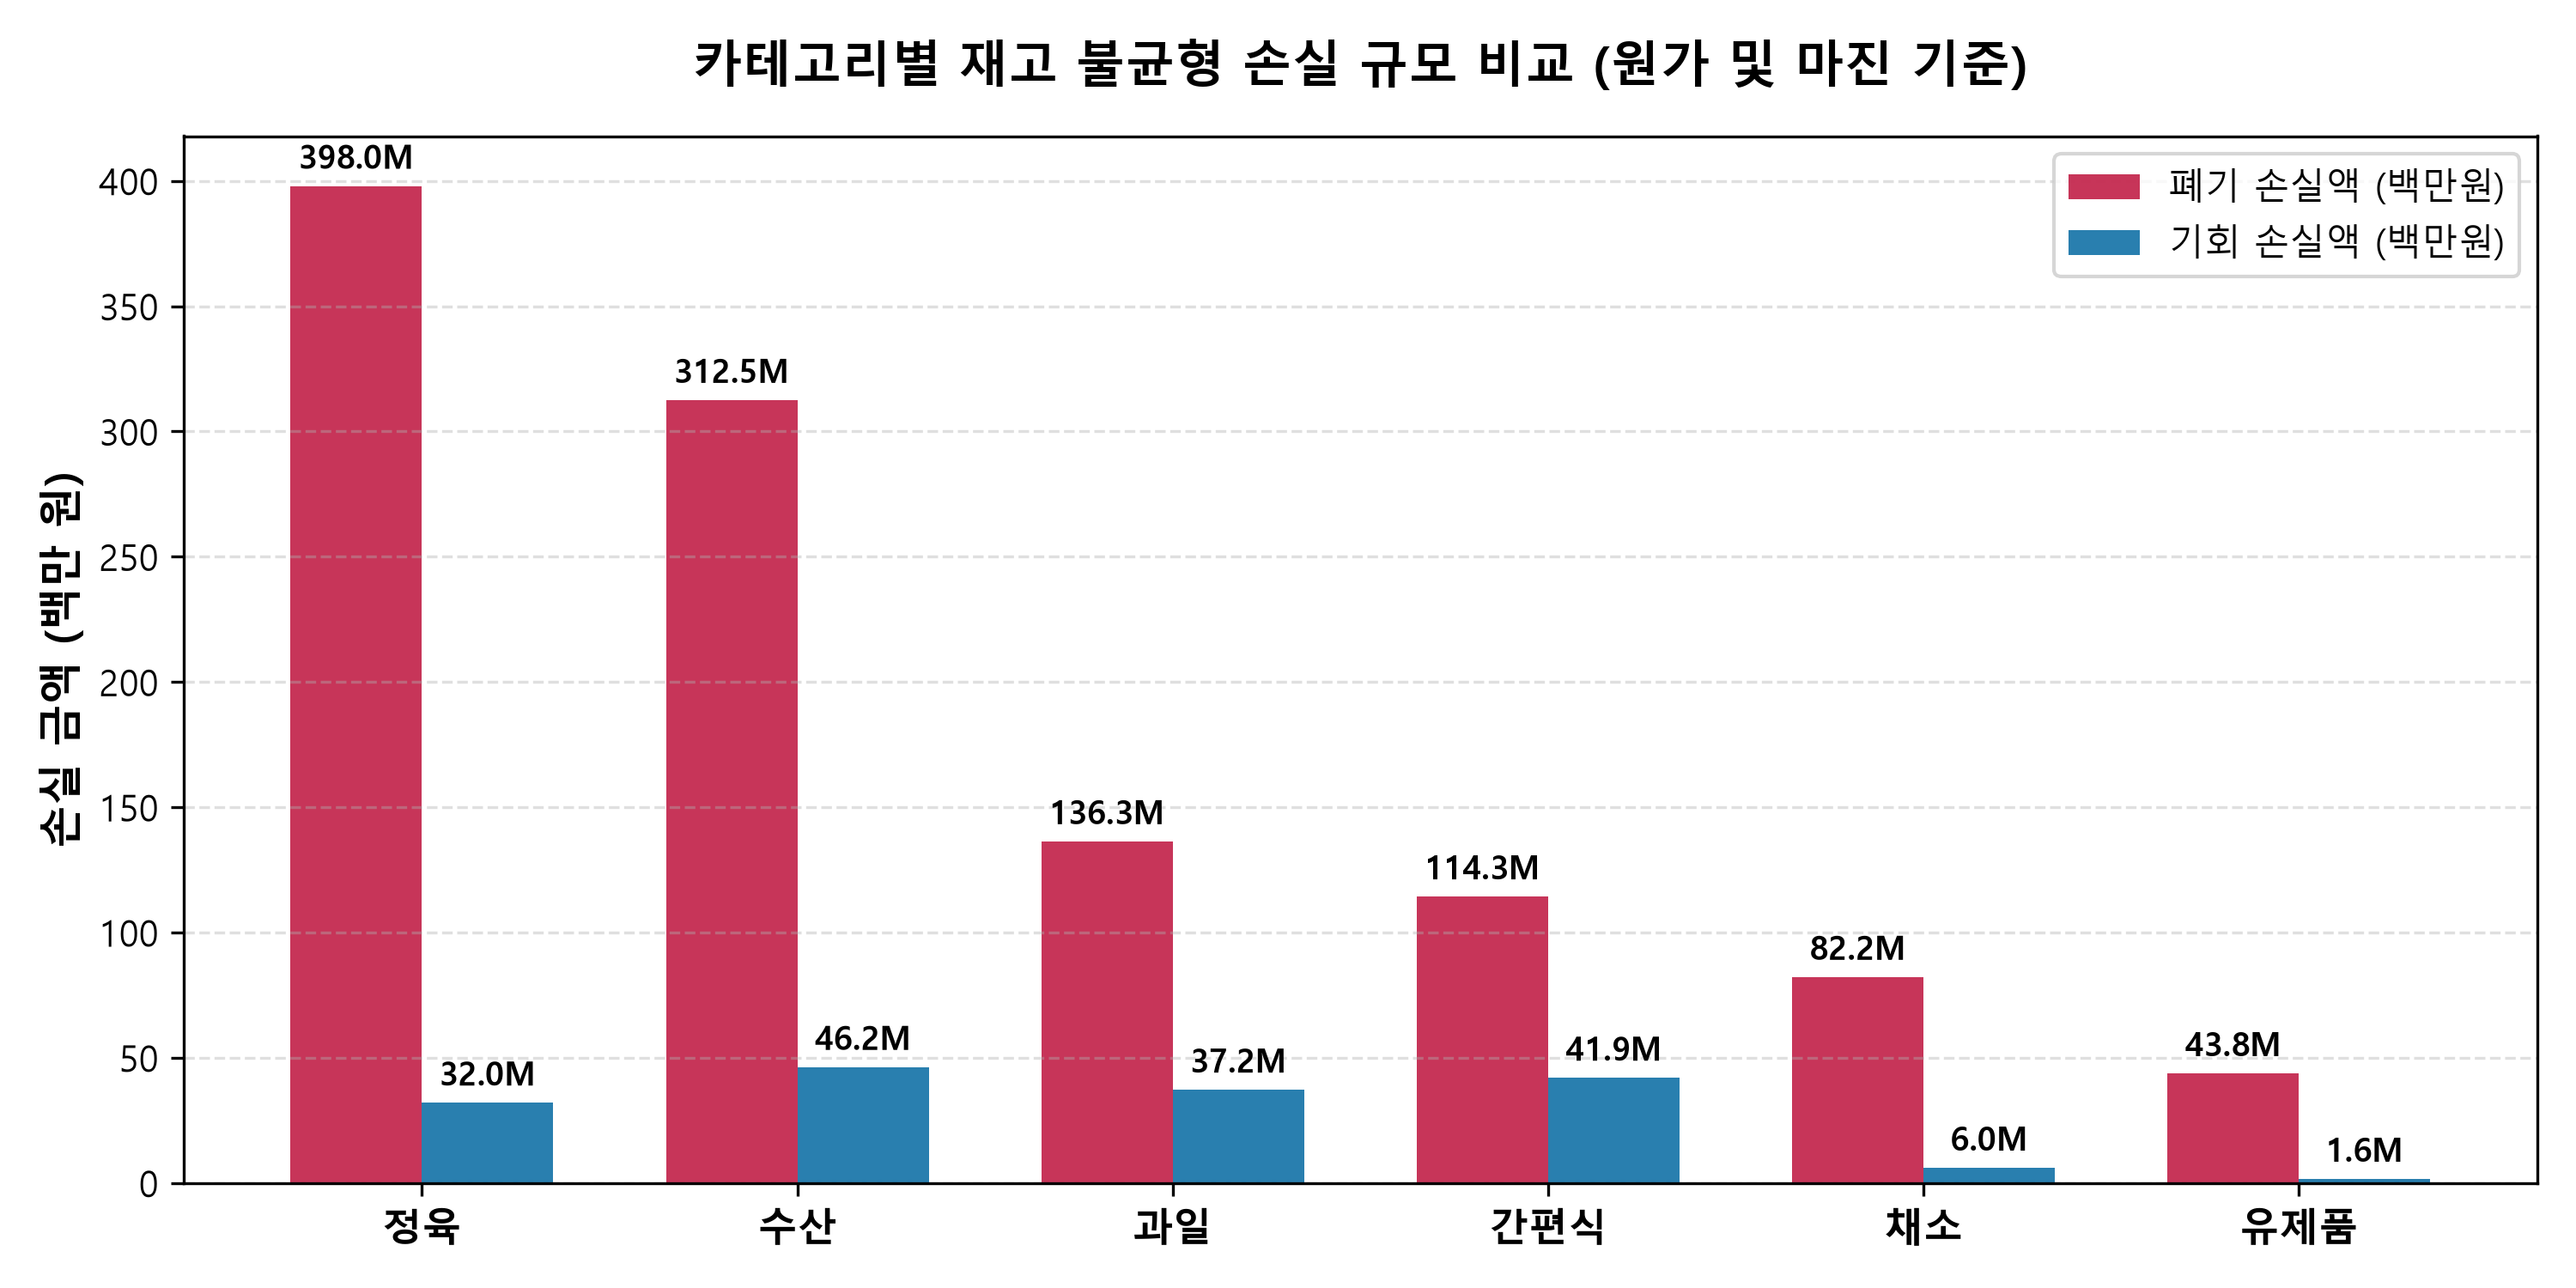 카테고리별 재고 불균형 손실 규모 비교 (원가 및 마진 기준)
폐기 손실액 (백만원)
기회 손실액 (백만원)
손실 금액 (백만 원)
400
350
300
250
200
150
100
50
0
398.0M
32.0M
312.5M
46.2M
136.3M
37.2M
114.3M
41.9M
82.2M
6.0M
43.8M
1.6M
정육
수산
과일
간편식
채소
유제품